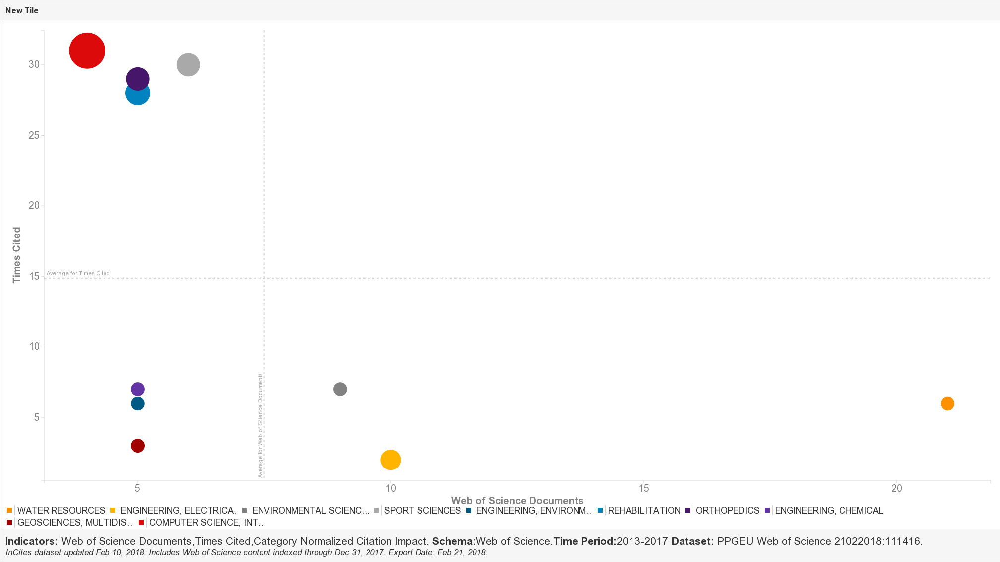 New Tile
30
25
20
15
10
5
Times Cited
Average for Times Cited
Average for Web of Science Documents
5 10 15 20
Web of Science Documents
WATER RESOURCES ENGINEERING, ELECTRICA. ENVIRONMENTAL SCIENC... SPORT SCIENCES ENGINEERING, ENVIRONM.. REHABILITATION ORTHOPEDICS ENGINEERING, CHEMICAL
GEOSCIENCES, MULTIDIS.. COMPUTER SCIENCE, INT...
Indicators: Web of Science Documents,Times Cited,Category Normalized Citation Impact. Schema:Web of Science.Time Period:2013-2017 Dataset: PPGEU Web of Science 21022018:111416.
InCites dataset updated Feb 10, 2018. Includes Web of Science content indexed through Dec 31, 2017. Export Date: Feb 21, 2018.